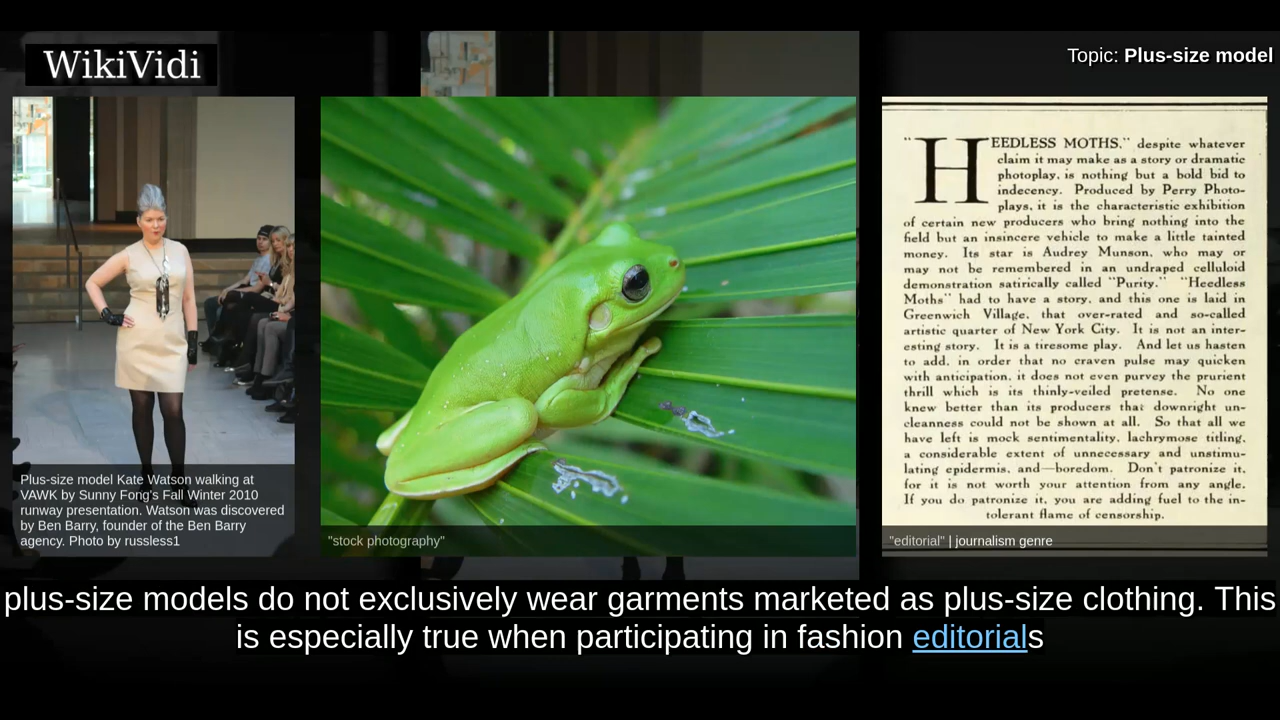 WikiVidi
Topic: Plus-size model
Plus-size model Kate Watson walking at
VAWK by Sunny Fong's Fall Winter 2010
runway presentation. Watson was discovered
by Ben Barry, founder of the Ben Barry
agency. Photo by russless1
"stock photography"
"HEEDLESS MOTHS," despite whatever
claim it may make as a story or dramatic
photoplay, is nothing but a bold bid to
indecency. Produced by Perry Photo-
plays, it is the characteristic exhibition
of certain new producers who bring nothing into the
field but an insincere vehicle to make a little tainted
money. Its star is Audrey Munson, who may or
may not be remembered in an undraped celluloid
demonstration satirically called "Purity." "Heedless
Moths" had to have a story, and this one is laid in
Greenwich Village, that over-rated and so-called
artistic quarter of New York City. It is not an inter-
esting story. It is a tiresome play. And let us hasten
to add, in order that no craven pulse may quicken
with anticipation, it does not even purvey the prurient
thrill which is its thinly-veiled pretense. No one
knew better than its producers that downright un-
cleanness could not be shown at all. So that all we
have left is mock sentimentality, lachrymose titling,
a considerable extent of unnecessary and unstimu-
lating epidermis, and—boredom. Don't patronize it,
for it is not worth your attention from any angle.
If you do patronize it, you are adding fuel to the in-
tolerant flame of censorship.
"editorial" | journalism genre
plus-size models do not exclusively wear garments marketed as plus-size clothing. This
is especially true when participating in fashion editorials